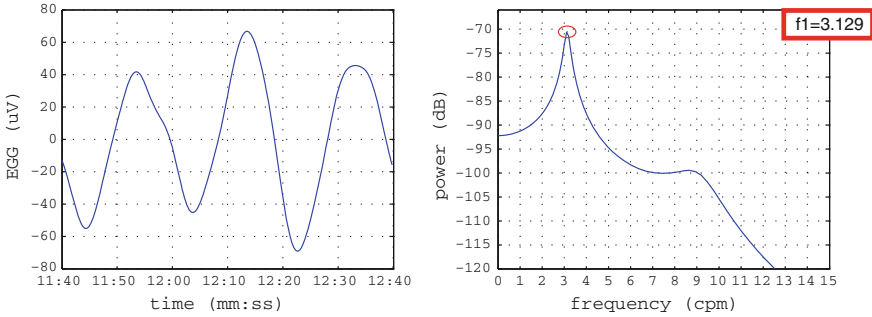 80
60
40
20
0
−20
−40
−60
−80
EGG (uV)
11:40 11:50 12:00 12:10 12:20 12:30 12:40
time (mm:ss)
f1=3.129
−70
−75
−80
−85
−90
−95
−100
−105
−110
−115
−120
power (dB)
0 1 2 3 4 5 6 7 8 9 10 11 12 13 14 15
frequency (cpm)